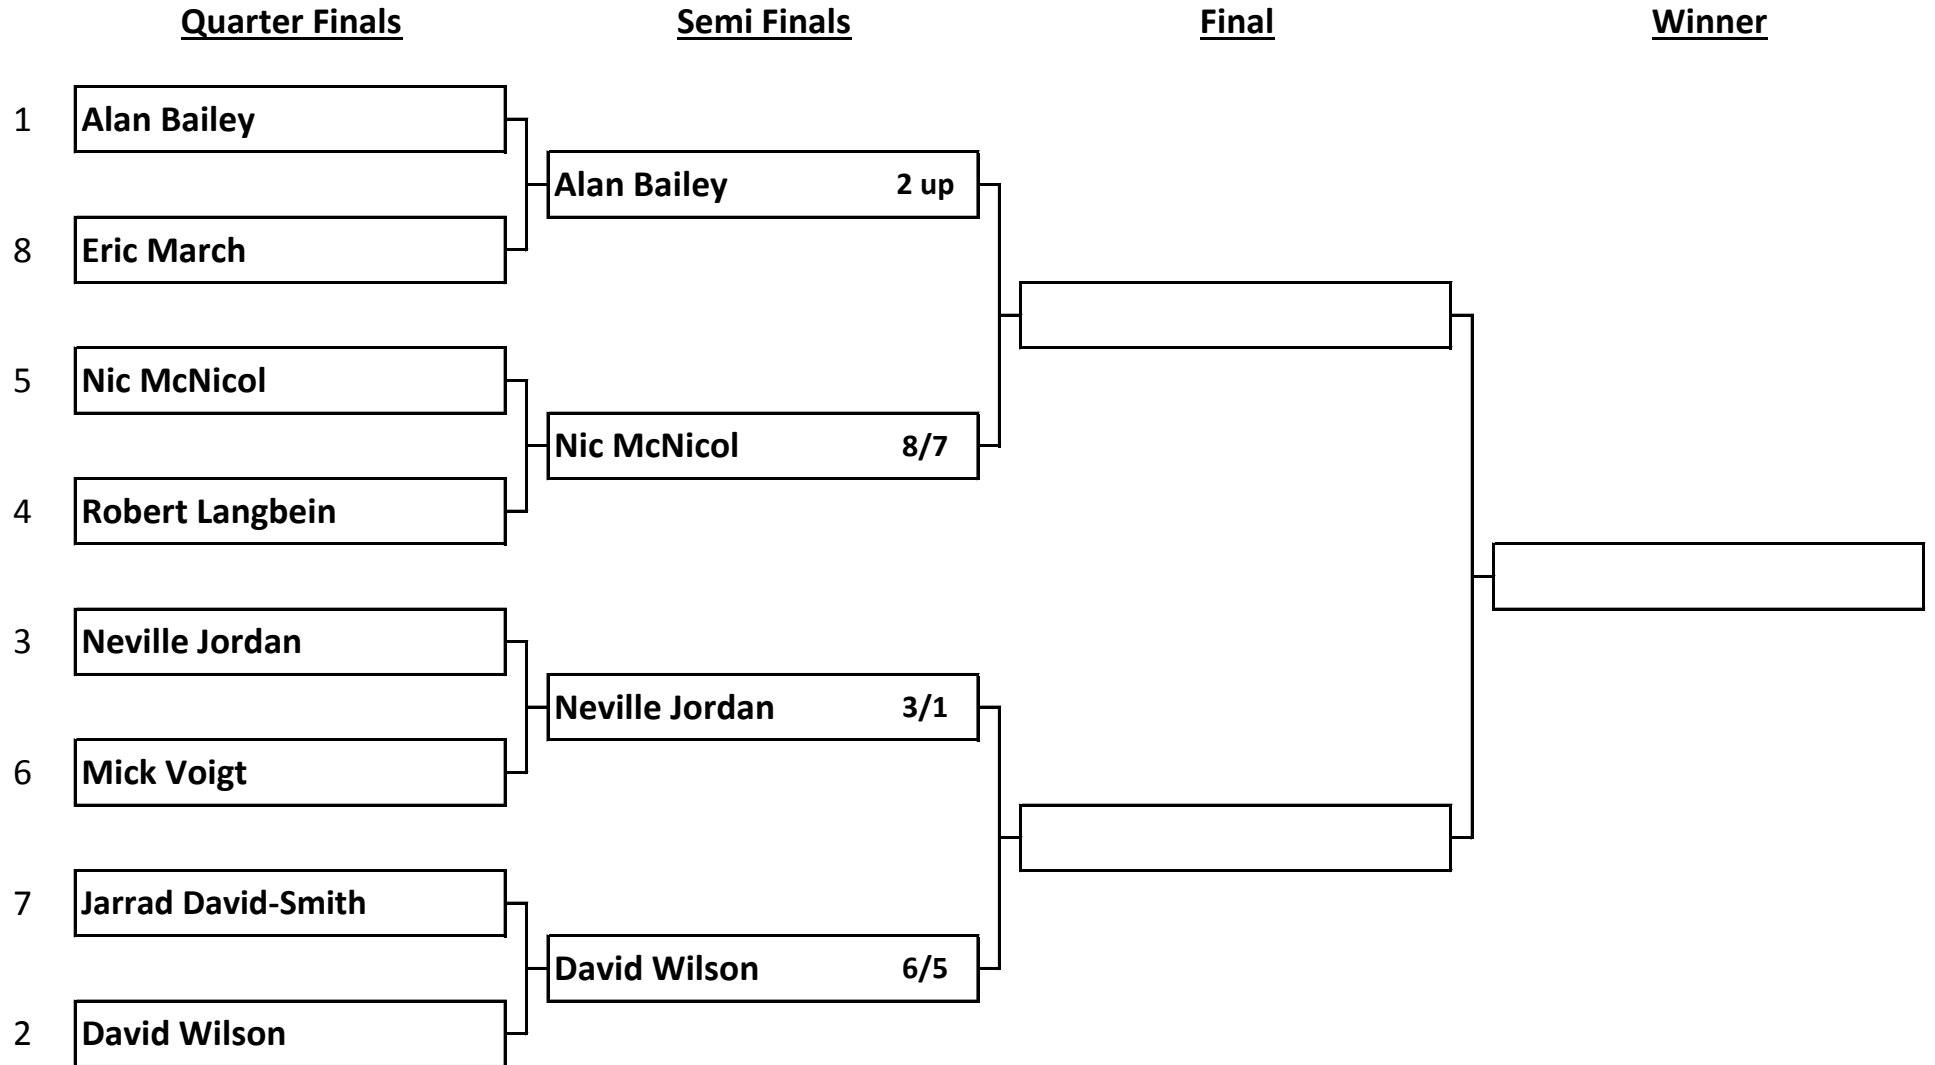 Quarter Finals Semi Finals Final Winner
1 Alan Bailey
Alan Bailey 2 up
8 Eric March
5 Nic McNicol
Nic McNicol 8/7
4 Robert Langbein
3 Neville Jordan
Neville Jordan 3/1
6 Mick Voigt
7 Jarrad David-Smith
David Wilson 6/5
2 David Wilson